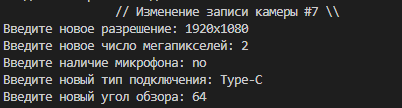 // Изменение записи камеры #7 \\
Введите новое разрешение: 1920x1080
Введите новое число мегапикселей: 2
Введите наличие микрофона: no
Введите новый тип подключения: Type-C
Введите новый угол обзора: 64